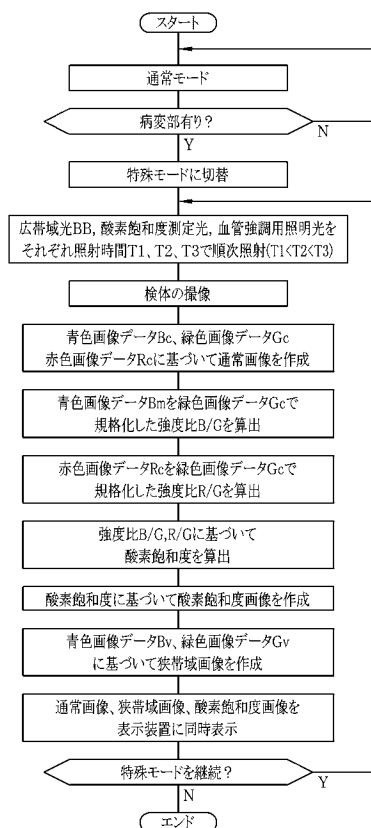 スタート
通常モード
病変部有り?
N
Y
特殊モードに切替
広帯域光BB, 酸素飽和度測定光, 血管強調用照明光を
それぞれ照射時間T1、T2、T3で順次照射(T1<T2<T3)
検体の撮像
青色画像データBc、緑色画像データGc
赤色画像データRcに基づいて通常画像を作成
青色画像データBmを緑色画像データGcで
規格化した強度比B/Gを算出
赤色画像データRcを緑色画像データGcで
規格化した強度比R/Gを算出
強度比B/G,R/Gに基づいて
酸素飽和度を算出
酸素飽和度に基づいて酸素飽和度画像を作成
青色画像データBv、緑色画像データGv
に基づいて狭帯域画像を作成
通常画像、狭帯域画像、酸素飽和度画像を
表示装置に同時表示
特殊モードを継続?
Y
N
エンド